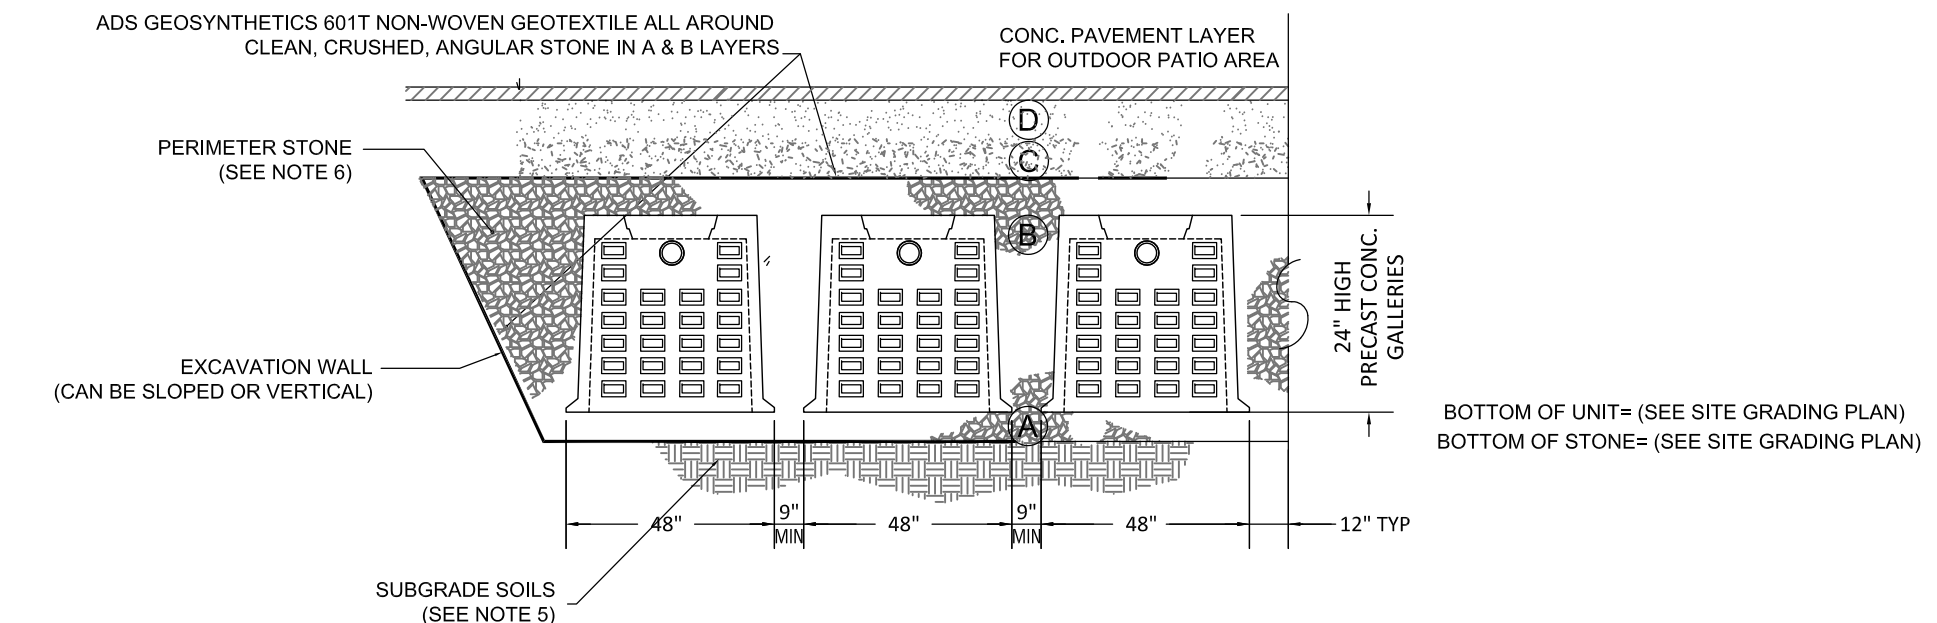 ADS GEOSYNTHETICS 601T NON-WOVEN GEOTEXTILE ALL AROUND
CLEAN, CRUSHED, ANGULAR STONE IN A & B LAYERS
CONC. PAVEMENT LAYER
FOR OUTDOOR PATIO AREA
D
PERIMETER STONE
(SEE NOTE 6)
C
B
24" HIGH
PRECAST CONC.
GALLERIES
EXCAVATION WALL
(CAN BE SLOPED OR VERTICAL)
A
BOTTOM OF UNIT= (SEE SITE GRADING PLAN)
BOTTOM OF STONE= (SEE SITE GRADING PLAN)
48"
9"
MIN
48"
9"
MIN
48"
12" TYP
SUBGRADE SOILS
(SEE NOTE 5)